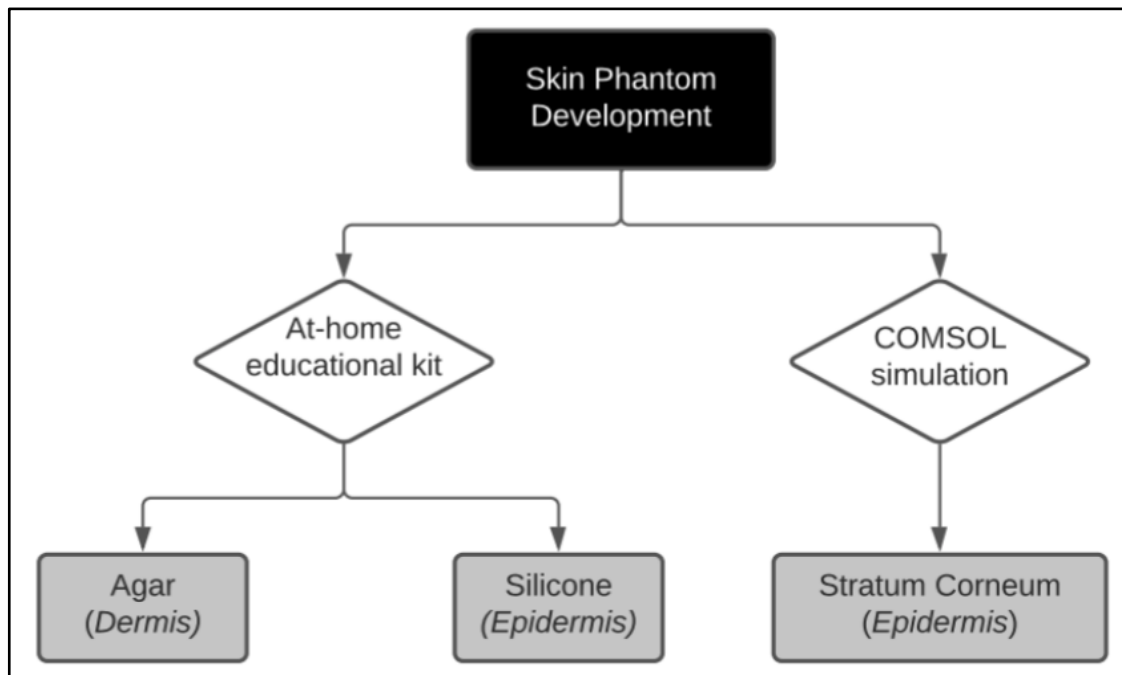 Skin Phantom
Development
At-home
educational kit
COMSOL
simulation
Agar
(Dermis)
Silicone
(Epidermis)
Stratum Corneum
(Epidermis)